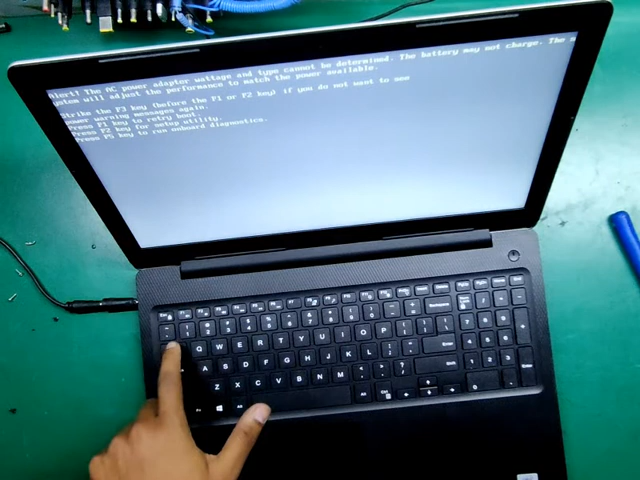 Alert! The AC power adapter wattage and type cannot be determined. The battery may not charge. The
system will adjust the performance to match the power available.
Strike the F3 key (before the F1 or F2 key) if you do not want to see
power warning messages again.
Press F1 key to retry boot.
Press F2 key for setup utility.
Press F5 key to run onboard diagnostics.
Q W E R T Y U I O P
S D F G H J K L
Z X C V B N M